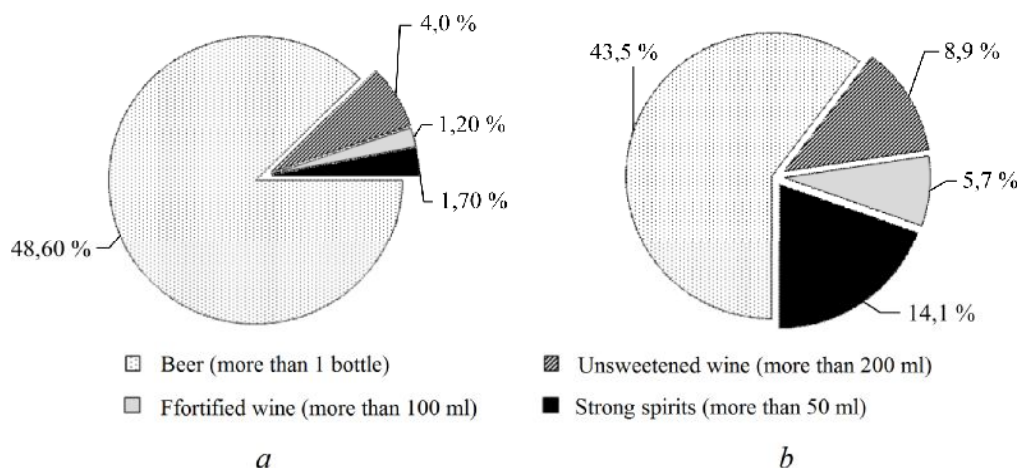 4,0 %
1,20 %
1,70 %
48,60 %
43,5 %
8,9 %
5,7 %
14,1 %
Beer (more than 1 bottle)
Unsweetened wine (more than 200 ml)
Ffortified wine (more than 100 ml)
Strong spirits (more than 50 ml)
a
b